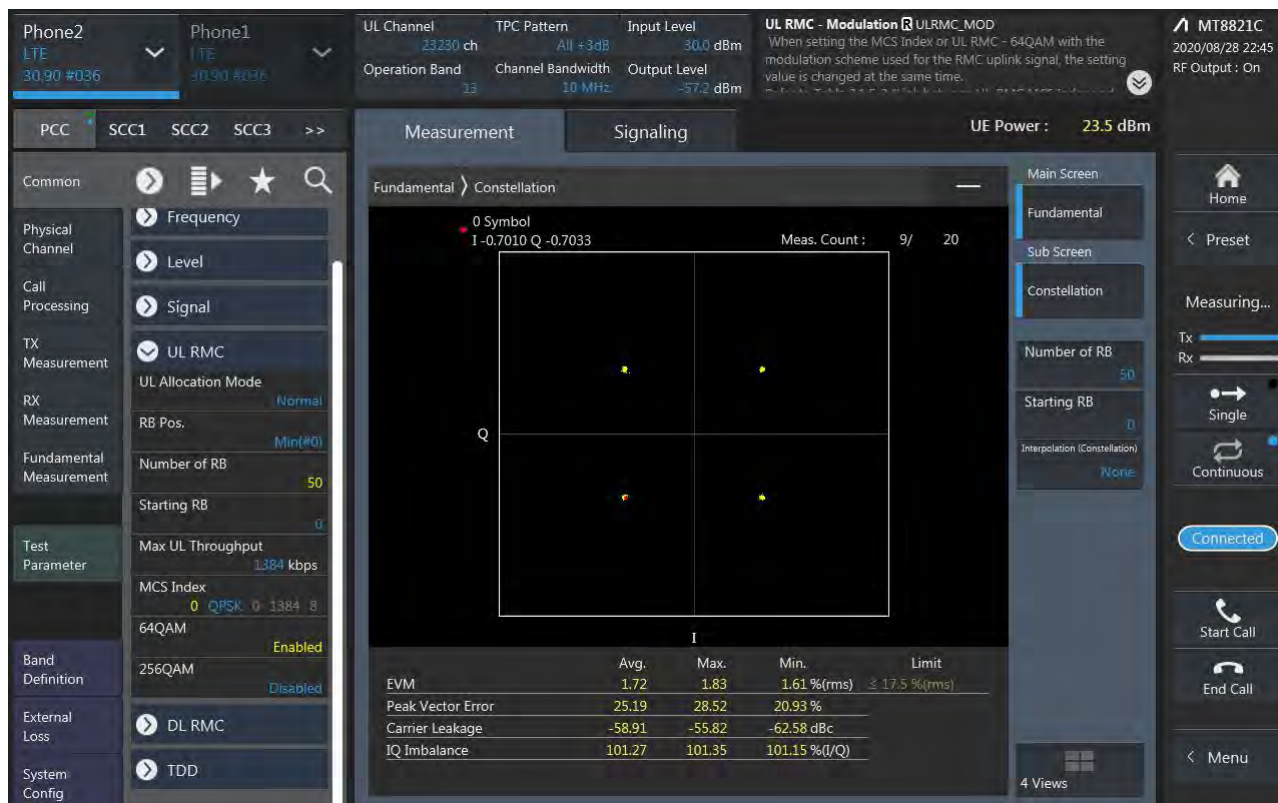 Phone2
LTE
30.90 #036
Phone1
LTE
30.90 #036
UL Channel
23230 ch
TPC Pattern
All +3dB
Input Level
30.0 dBm
Operation Band
13
Channel Bandwidth
10 MHz
Output Level
-57.2 dBm
UL RMC - Modulation R ULRMC_MOD
When setting the MCS Index or UL RMC - 64QAM with the
modulation scheme used for the RMC uplink signal, the setting
value is changed at the same time.
MT8821C
2020/08/28 22:45
RF Output : On
PCC SCC1 SCC2 SCC3 >>
Measurement
Signaling
UE Power : 23.5 dBm
Common
Physical
Channel
Call
Processing
TX
Measurement
RX
Measurement
Fundamental
Measurement
Test
Parameter
Band
Definition
External
Loss
System
Config
Frequency
Level
Signal
UL RMC
UL Allocation Mode
Normal
RB Pos.
Min(#0)
Number of RB
50
Starting RB
0
Max UL Throughput
1384 kbps
MCS Index
0 QPSK 0 1384 8
64QAM
Enabled
256QAM
Disabled
DL RMC
TDD
Fundamental ⟩ Constellation
0 Symbol
I -0.7010 Q -0.7033
Meas. Count : 9/ 20
Q
I
Avg. Max. Min. Limit
EVM 1.72 1.83 1.61 %(rms) ≤ 17.5 %(rms)
Peak Vector Error 25.19 28.52 20.93 %
Carrier Leakage -58.91 -55.82 -62.58 dBc
IQ Imbalance 101.27 101.35 101.15 %(I/Q)
Main Screen
Fundamental
Sub Screen
Constellation
Number of RB
50
Starting RB
0
Interpolation (Constellation)
None
4 Views
Home
< Preset
Measuring...
Tx
Rx
Single
Continuous
Connected
Start Call
End Call
< Menu